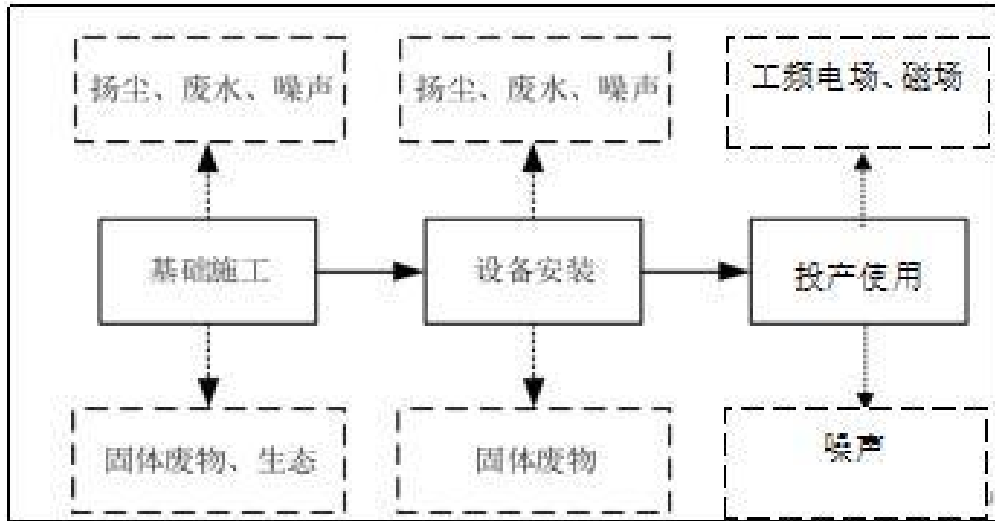 扬尘、废水、噪声
扬尘、废水、噪声
工频电场、磁场
基础施工
设备安装
投产使用
固体废物、生态
固体废物
噪声